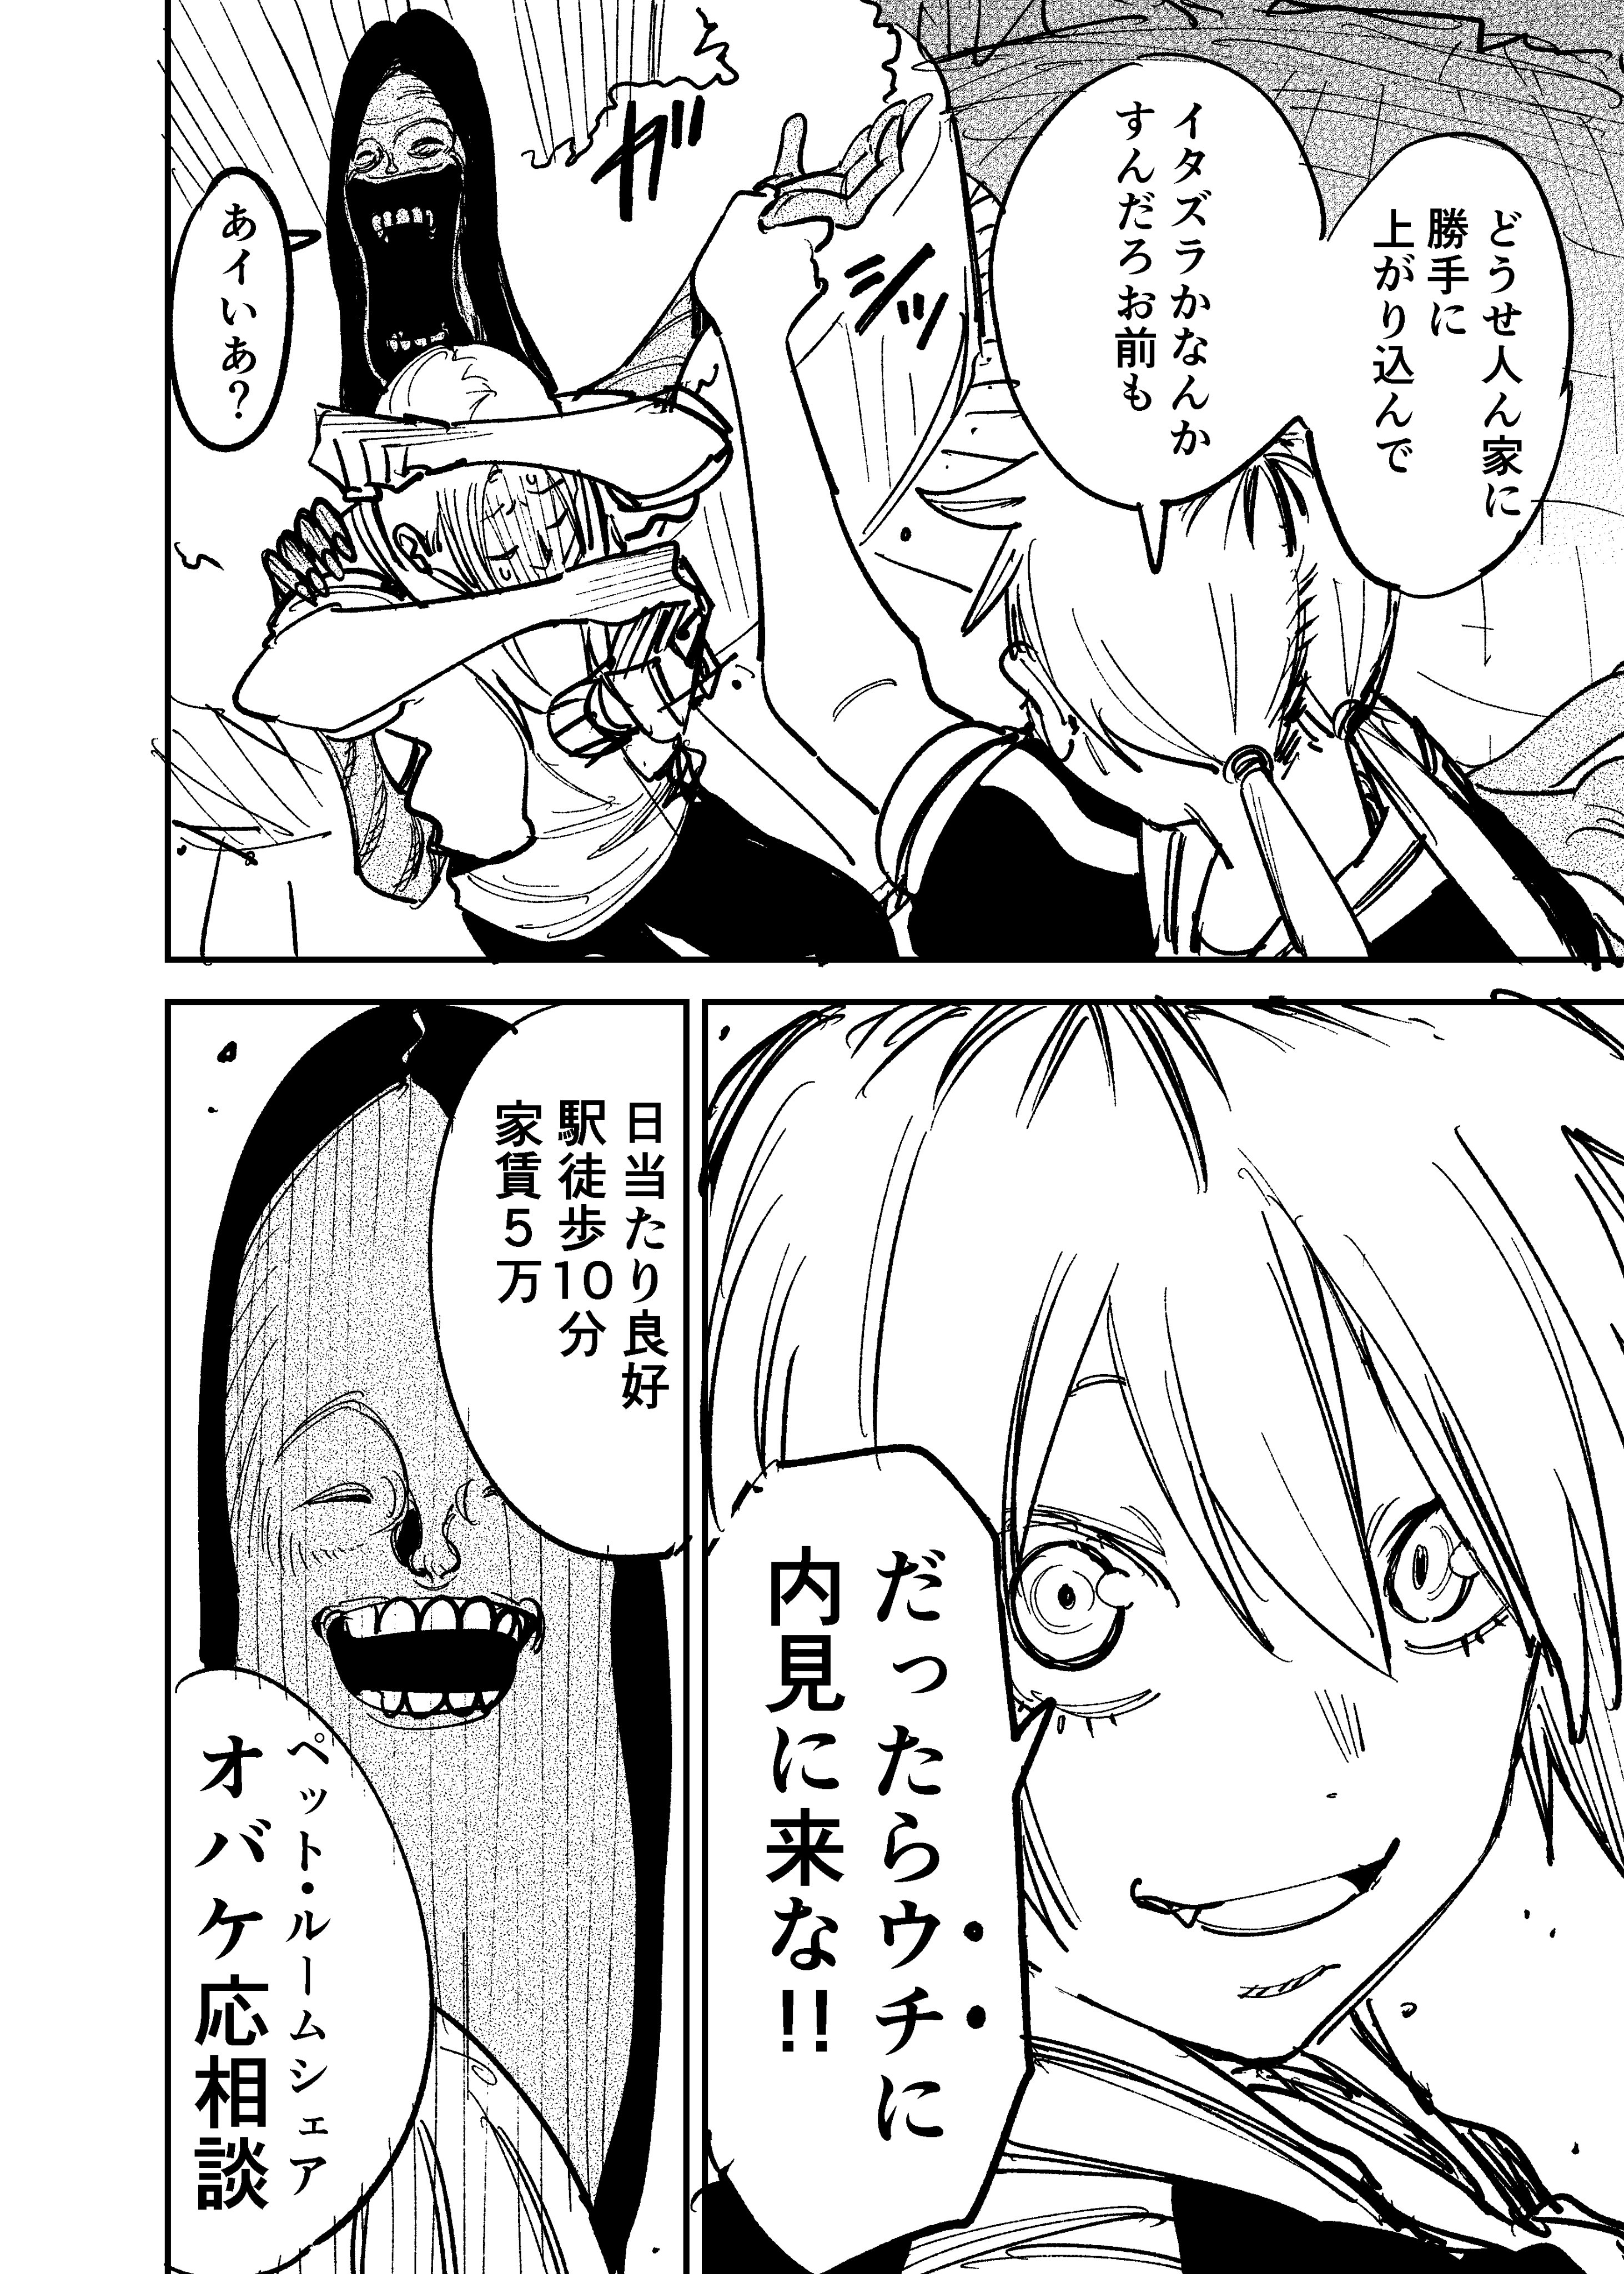 どうせ人ん家に
勝手に
上がり込んで
イタズラかなんか
すんだろお前も
ガシッ
あイいあ？
だったらウチに
内見に来な!!
日当たり良好
駅徒歩10分
家賃5万
ペット・ルームシェア
オバケ応相談